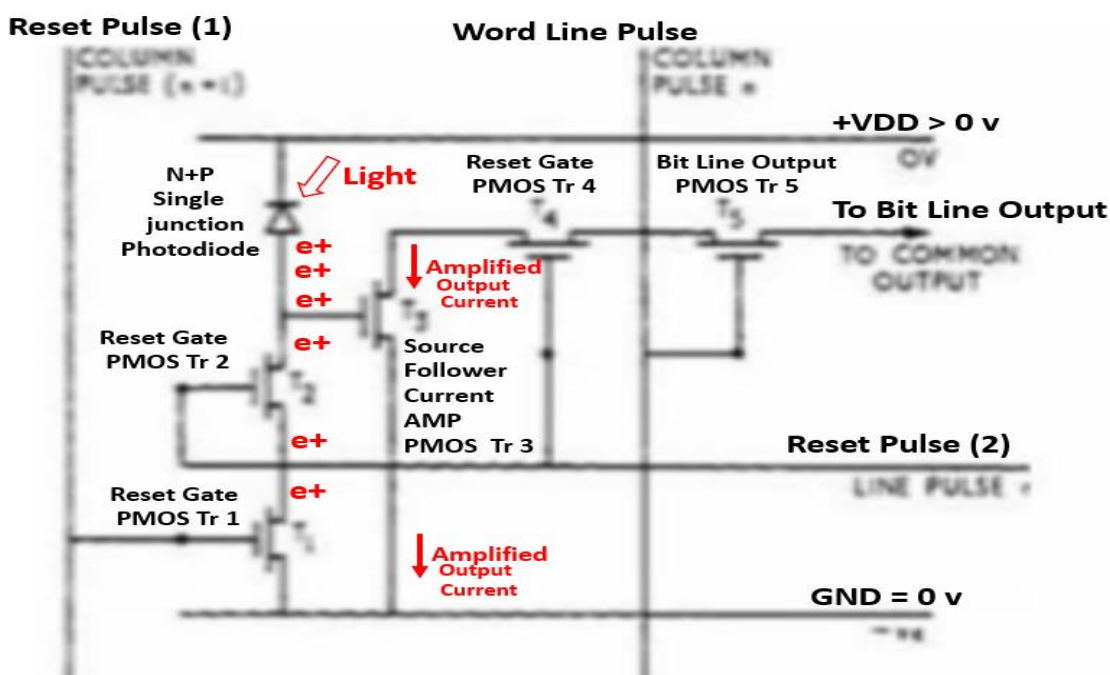 Reset Pulse (1)
Word Line Pulse
COLUMN
PULSE (n + 1)
COLUMN
PULSE n
+VDD > 0 v
0V
N+P
Single
junction
Photodiode
Light
Reset Gate
PMOS Tr 4
T4
Bit Line Output
PMOS Tr 5
T5
To Bit Line Output
TO COMMON
OUTPUT
e+
e+
e+
e+
Amplified
Output
Current
T3
Reset Gate
PMOS Tr 2
T2
Source
Follower
Current
AMP
PMOS Tr 3
e+
Reset Pulse (2)
LINE PULSE r
e+
Reset Gate
PMOS Tr 1
T1
Amplified
Output
Current
GND = 0 v
-ve